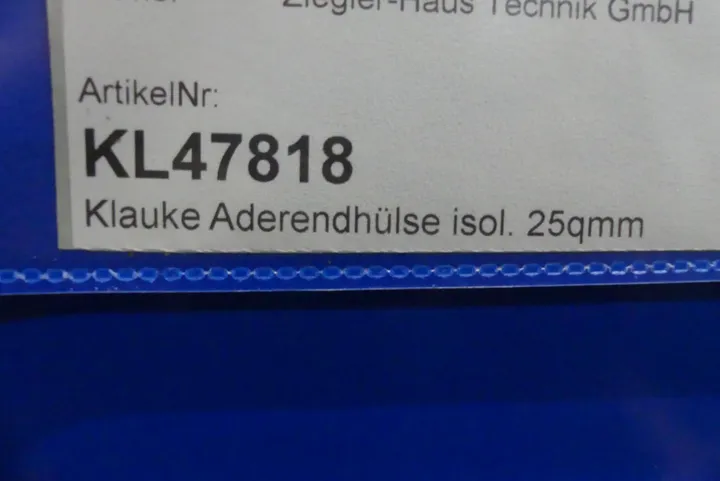 Ziegler-Haus Technik GmbH
ArtikelNr:
KL47818
Klauke Aderendhülse isol. 25qmm